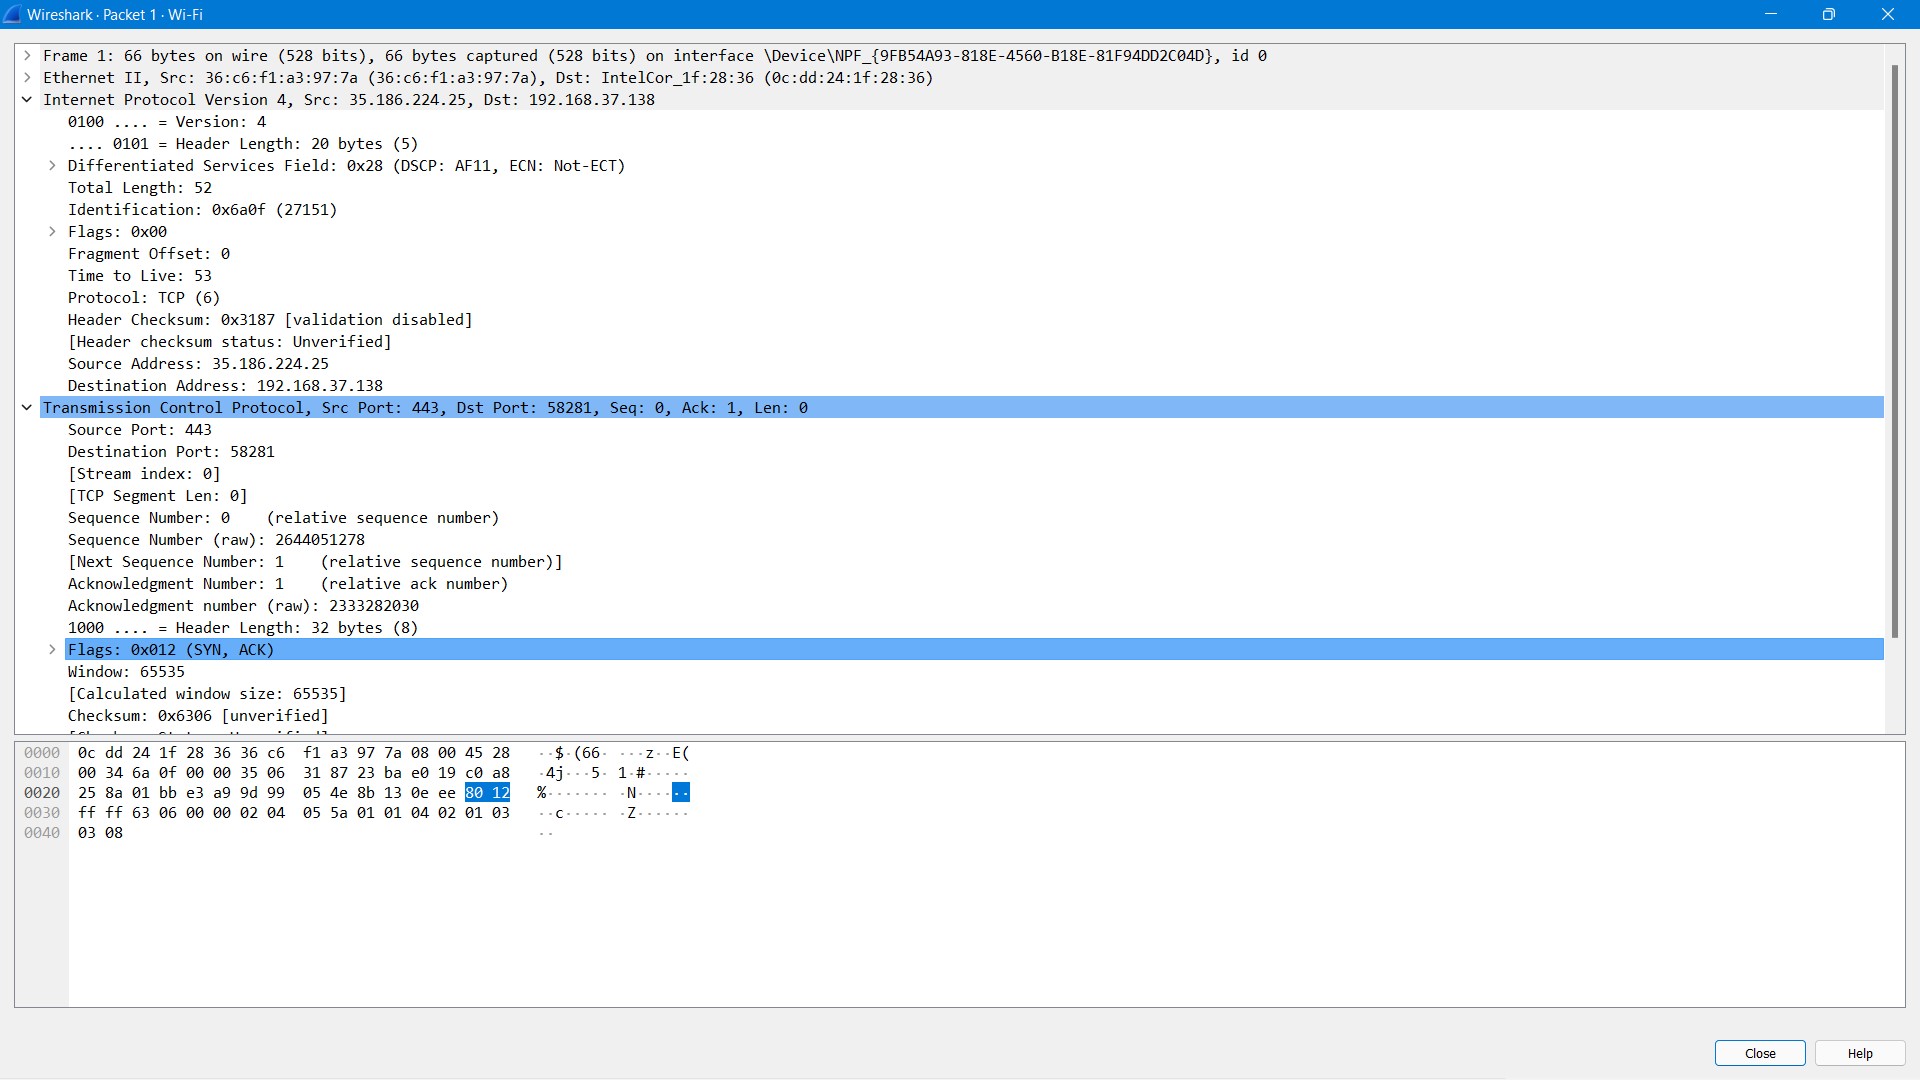 Wireshark · Packet 1 · Wi-Fi
Frame 1: 66 bytes on wire (528 bits), 66 bytes captured (528 bits) on interface \Device\NPF_{9FB54A93-818E-4560-B18E-81F94DD2C04D}, id 0
Ethernet II, Src: 36:c6:f1:a3:97:7a (36:c6:f1:a3:97:7a), Dst: IntelCor_1f:28:36 (0c:dd:24:1f:28:36)
Internet Protocol Version 4, Src: 35.186.224.25, Dst: 192.168.37.138
0100 .... = Version: 4
.... 0101 = Header Length: 20 bytes (5)
Differentiated Services Field: 0x28 (DSCP: AF11, ECN: Not-ECT)
Total Length: 52
Identification: 0x6a0f (27151)
Flags: 0x00
Fragment Offset: 0
Time to Live: 53
Protocol: TCP (6)
Header Checksum: 0x3187 [validation disabled]
[Header checksum status: Unverified]
Source Address: 35.186.224.25
Destination Address: 192.168.37.138
Transmission Control Protocol, Src Port: 443, Dst Port: 58281, Seq: 0, Ack: 1, Len: 0
Source Port: 443
Destination Port: 58281
[Stream index: 0]
[TCP Segment Len: 0]
Sequence Number: 0    (relative sequence number)
Sequence Number (raw): 2644051278
[Next Sequence Number: 1    (relative sequence number)]
Acknowledgment Number: 1    (relative ack number)
Acknowledgment number (raw): 2333282030
1000 .... = Header Length: 32 bytes (8)
Flags: 0x012 (SYN, ACK)
Window: 65535
[Calculated window size: 65535]
Checksum: 0x6306 [unverified]
0000 0c dd 24 1f 28 36 36 c6 f1 a3 97 7a 08 00 45 28 ··$·(66· ···z··E(
0010 00 34 6a 0f 00 00 35 06 31 87 23 ba e0 19 c0 a8 ·4j···5· 1·#·····
0020 25 8a 01 bb e3 a9 9d 99 05 4e 8b 13 0e ee 80 12 %······· ·N······
0030 ff ff 63 06 00 00 02 04 05 5a 01 01 04 02 01 03 ··c····· ·Z······
0040 03 08 ··
Close
Help